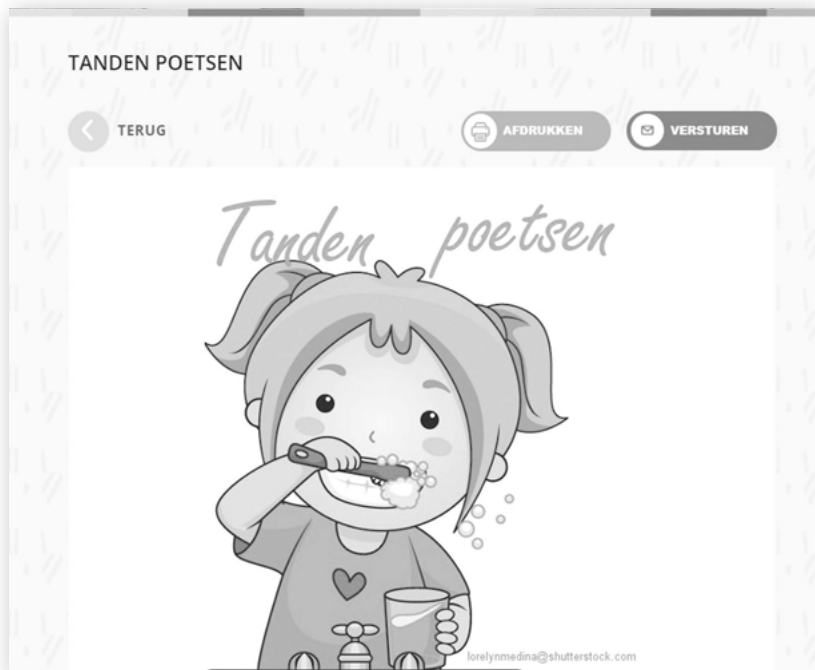 TANDEN POETSEN
TERUG
AFDRUKKEN
VERSTUREN
Tanden poetsen
lorelynmedina@shutterstock.com